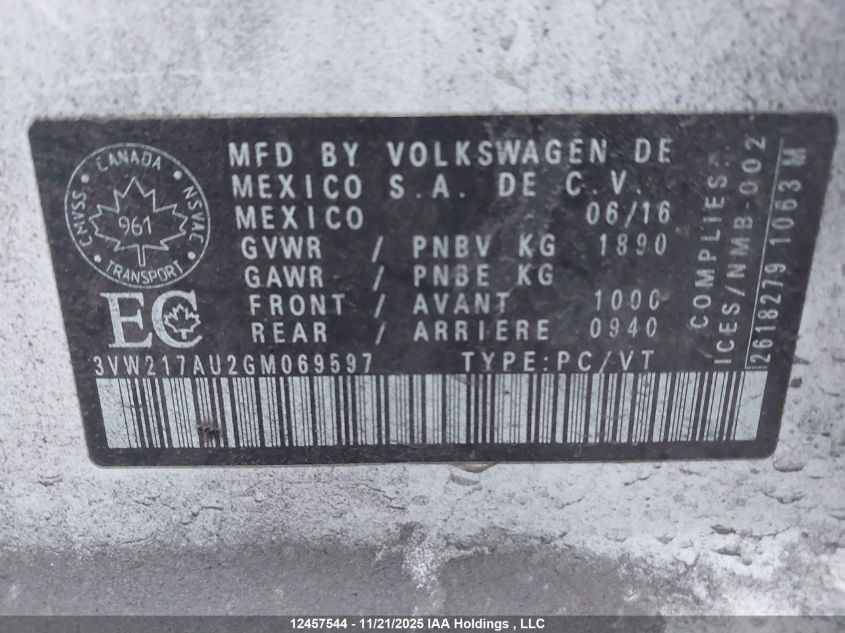 CANADA
961
TRANSPORT
CMVSS
NSVAC
EC
MFD BY VOLKSWAGEN DE
MEXICO S.A. DE C.V.
MEXICO 06/16
GVWR / PNBV KG 1890
GAWR / PNBE KG
FRONT / AVANT 1000
REAR / ARRIERE 0940
3VW217AU2GM069597 TYPE:PC/VT
COMPLIES
ICES/NMB-002
2618279 1063 M
12457544 - 11/21/2025 IAA Holdings , LLC